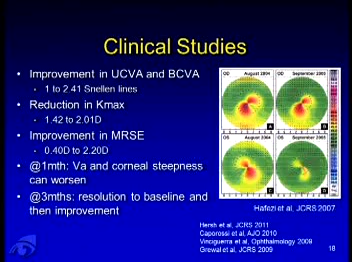 Clinical Studies
• Improvement in UCVA and BCVA
• 1 to 2.41 Snellen lines
• Reduction in Kmax
• 1.42 to 2.01D
• Improvement in MRSE
• 0.40D to 2.20D
• @1mth: Va and corneal steepness
can worsen
• @3mths: resolution to baseline and
then improvement
OD August 2004
OD September 2005
A
B
OS August 2004
OS September 2005
C
D
Hafezi et al, JCRS 2007
Hersh et al, JCRS 2011
Caporossi et al, AJO 2010
Vinciguerra et al, Ophthalmology 2009
Grewal et al, JCRS 2009
18